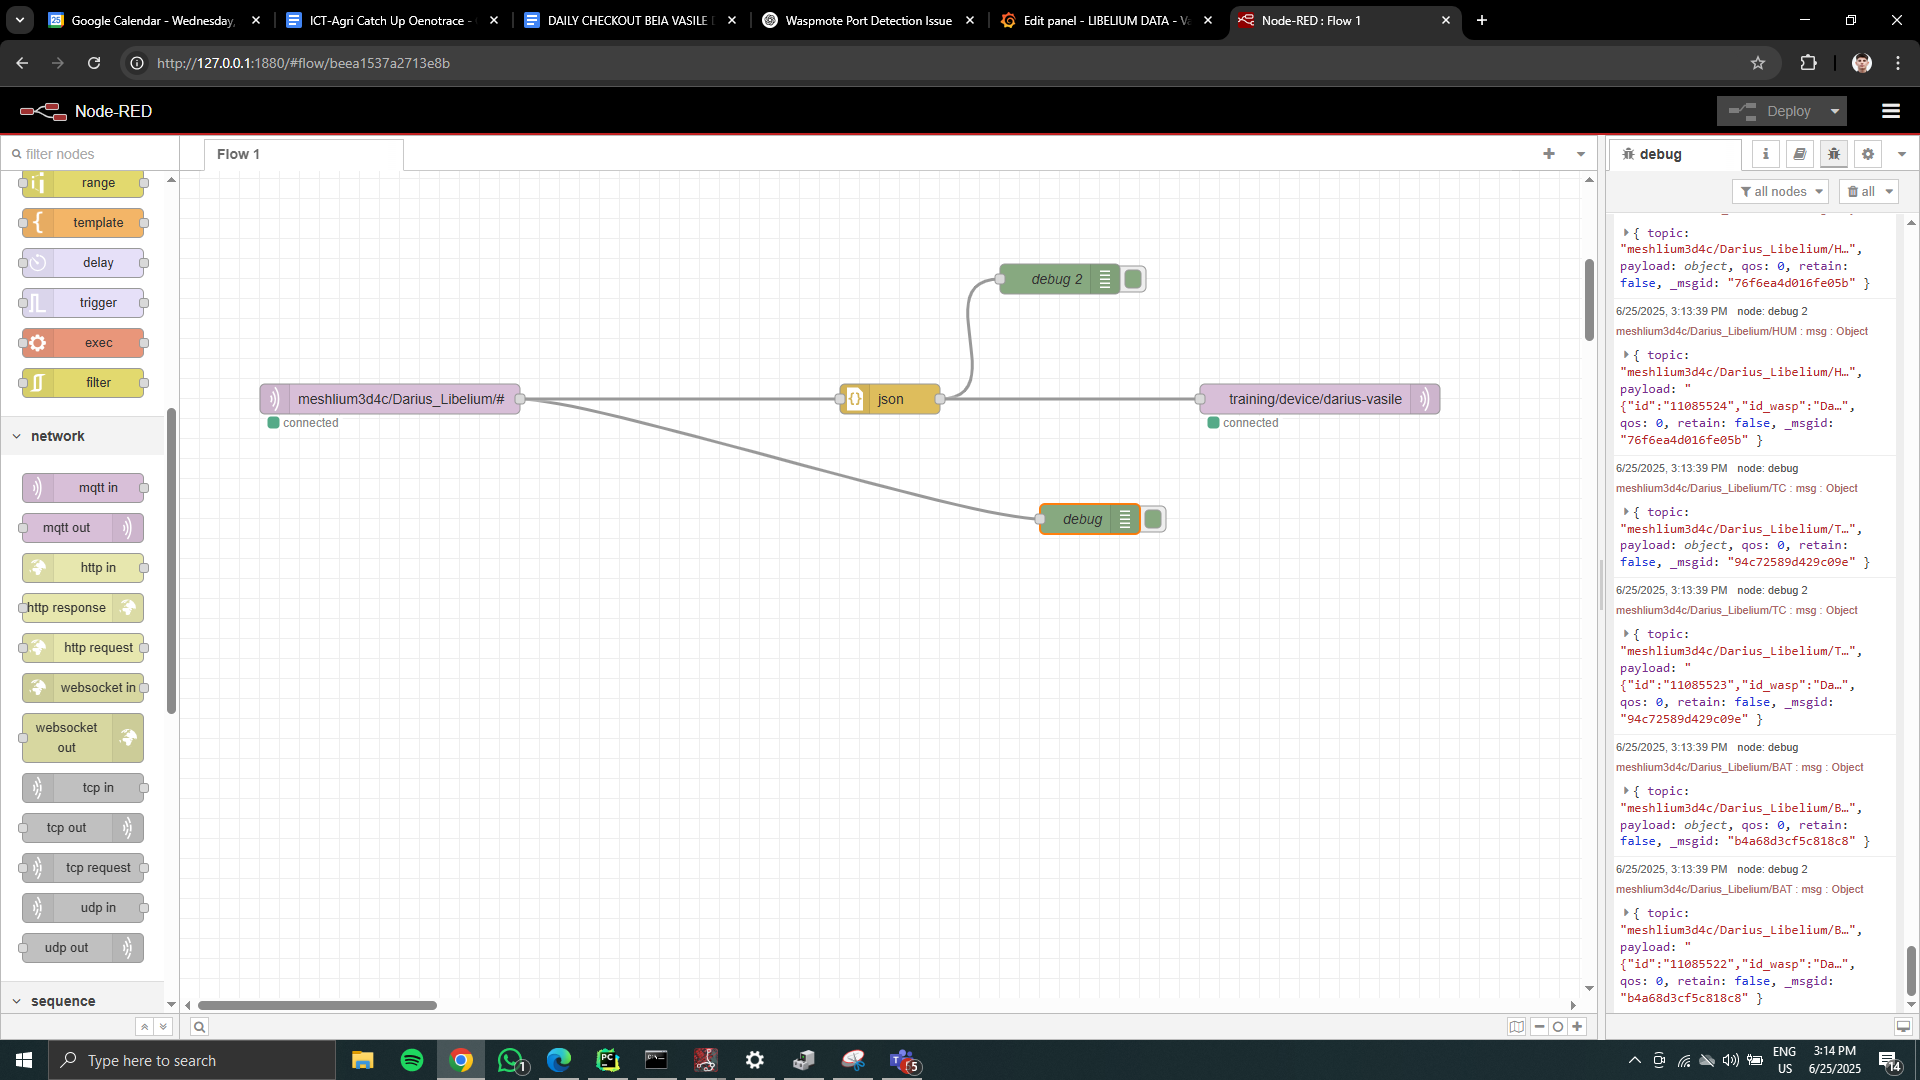 Google Calendar - Wednesday,
ICT-Agri Catch Up Oenotrace -
DAILY CHECKOUT BEIA VASILE
Waspmote Port Detection Issue
Edit panel - LIBELIUM DATA -
Node-RED : Flow 1
http://127.0.0.1:1880/#flow/beea1537a2713e8b
Node-RED
Deploy
filter nodes
Flow 1
debug
all nodes
all
range
template
delay
trigger
exec
filter
network
mqtt in
mqtt out
http in
http response
http request
websocket in
websocket
out
tcp in
tcp out
tcp request
udp in
udp out
sequence
debug 2
meshlium3d4c/Darius_Libelium/#
connected
json
training/device/darius-vasile
connected
debug
{ topic:
"meshlium3d4c/Darius_Libelium/H…",
payload: object, qos: 0, retain:
false, _msgid: "76f6ea4d016fe05b" }
6/25/2025, 3:13:39 PM node: debug 2
meshlium3d4c/Darius_Libelium/HUM : msg : Object
{ topic:
"meshlium3d4c/Darius_Libelium/H…",
payload: "
{"id":"11085524","id_wasp":"Da…",
qos: 0, retain: false, _msgid:
"76f6ea4d016fe05b" }
6/25/2025, 3:13:39 PM node: debug
meshlium3d4c/Darius_Libelium/TC : msg : Object
{ topic:
"meshlium3d4c/Darius_Libelium/T…",
payload: object, qos: 0, retain:
false, _msgid: "94c72589d429c09e" }
6/25/2025, 3:13:39 PM node: debug 2
meshlium3d4c/Darius_Libelium/TC : msg : Object
{ topic:
"meshlium3d4c/Darius_Libelium/T…",
payload: "
{"id":"11085523","id_wasp":"Da…",
qos: 0, retain: false, _msgid:
"94c72589d429c09e" }
6/25/2025, 3:13:39 PM node: debug
meshlium3d4c/Darius_Libelium/BAT : msg : Object
{ topic:
"meshlium3d4c/Darius_Libelium/B…",
payload: object, qos: 0, retain:
false, _msgid: "b4a68d3cf5c818c8" }
6/25/2025, 3:13:39 PM node: debug 2
meshlium3d4c/Darius_Libelium/BAT : msg : Object
{ topic:
"meshlium3d4c/Darius_Libelium/B…",
payload: "
{"id":"11085522","id_wasp":"Da…",
qos: 0, retain: false, _msgid:
"b4a68d3cf5c818c8" }
Type here to search
1
5
ENG
US
3:14 PM
6/25/2025
14